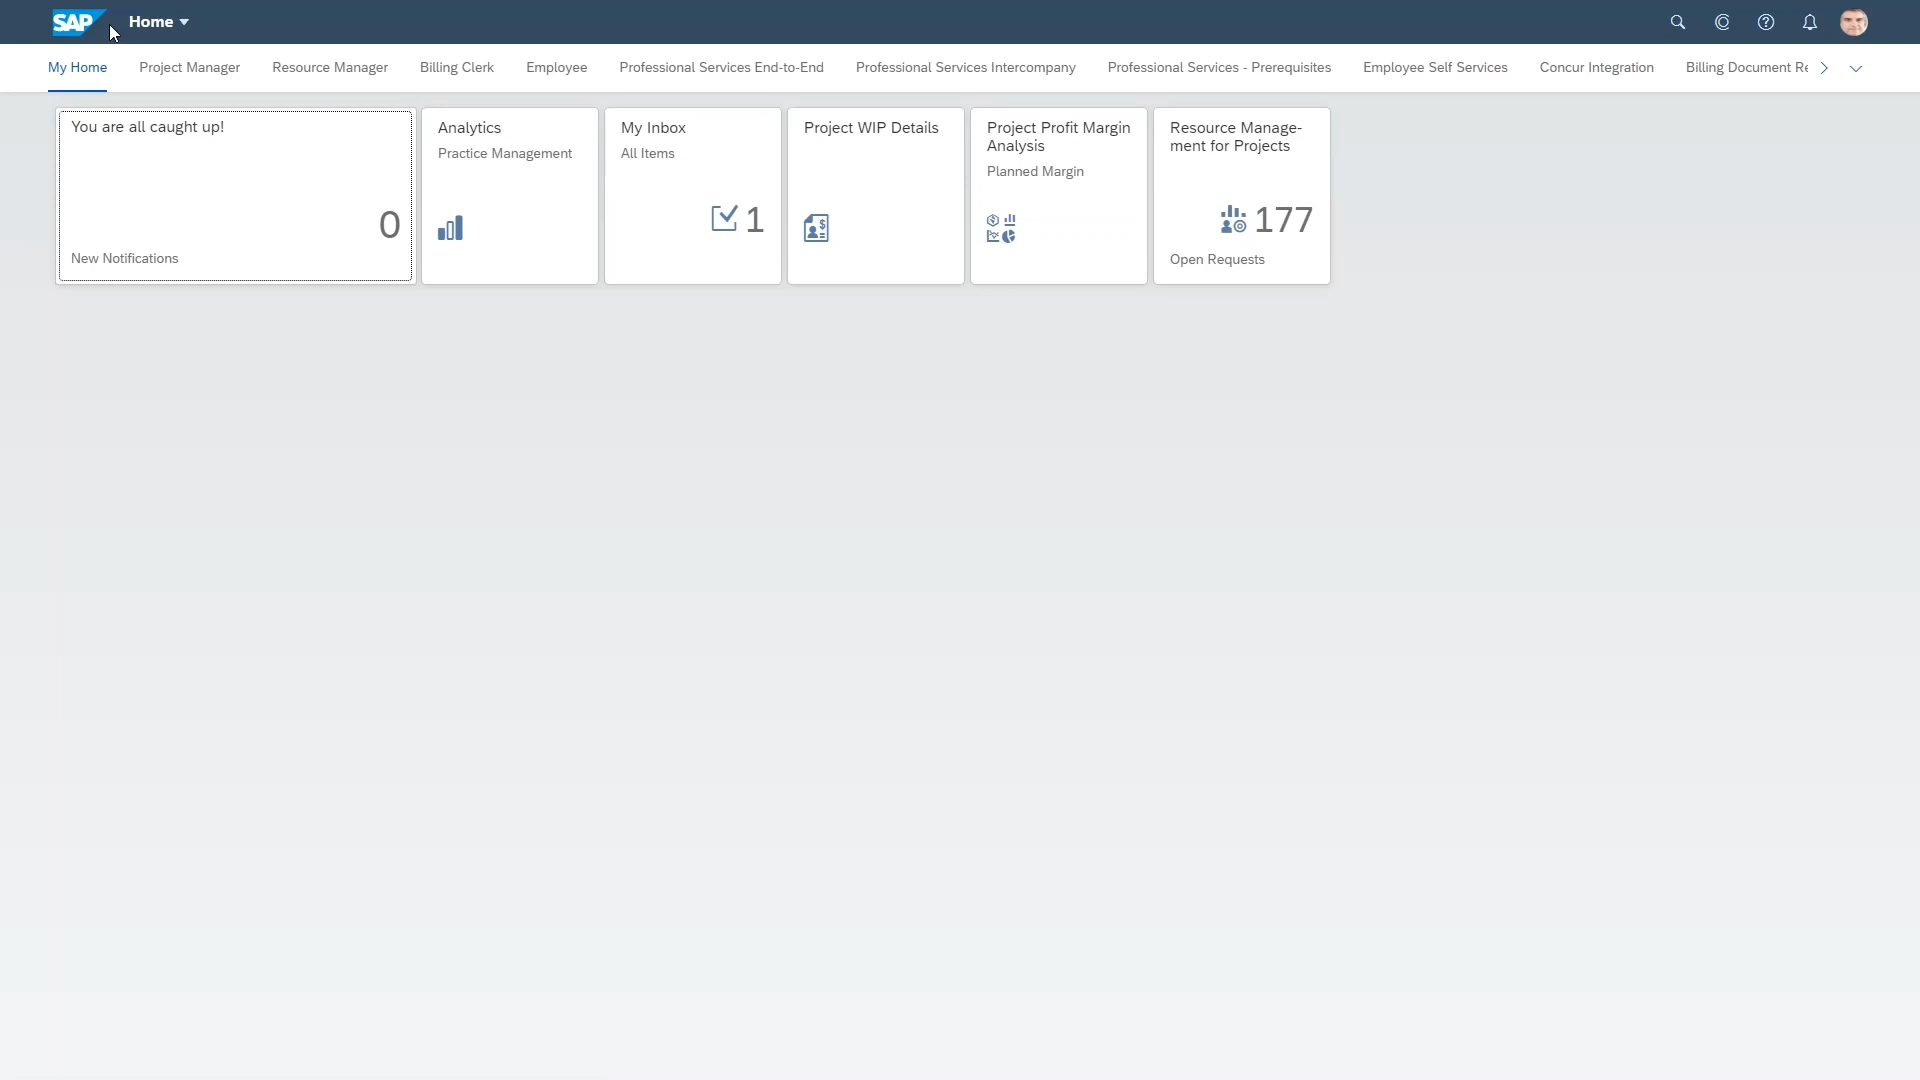 SAP Home
My Home Project Manager Resource Manager Billing Clerk Employee Professional Services End-to-End Professional Services Intercompany Professional Services - Prerequisites Employee Self Services Concur Integration Billing Document Re
You are all caught up!
0
New Notifications
Analytics
Practice Management
My Inbox
All Items
1
Project WIP Details
Project Profit Margin
Analysis
Planned Margin
Resource Manage-
ment for Projects
177
Open Requests